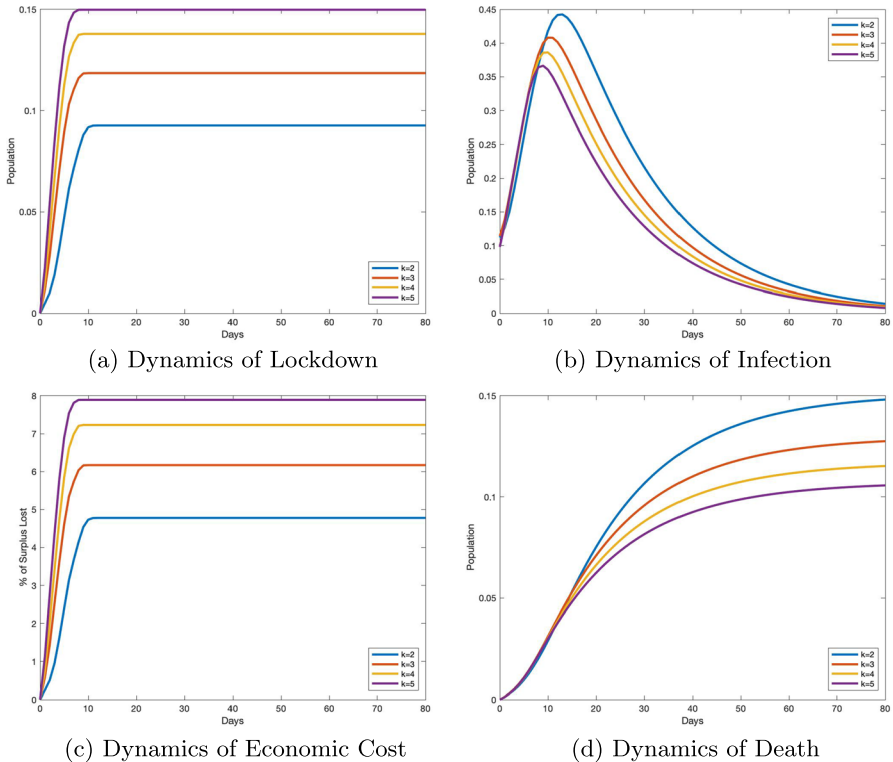 0.15
0.1
0.05
0
Population
0 10 20 30 40 50 60 70 80
Days
k=2
k=3
k=4
k=5
(a) Dynamics of Lockdown
0.45
0.4
0.35
0.3
0.25
0.2
0.15
0.1
0.05
0
Population
0 10 20 30 40 50 60 70 80
Days
k=2
k=3
k=4
k=5
(b) Dynamics of Infection
8
7
6
5
4
3
2
1
0
% of Surplus Lost
0 10 20 30 40 50 60 70 80
Days
k=2
k=3
k=4
k=5
(c) Dynamics of Economic Cost
0.15
0.1
0.05
0
Population
0 10 20 30 40 50 60 70 80
Days
k=2
k=3
k=4
k=5
(d) Dynamics of Death